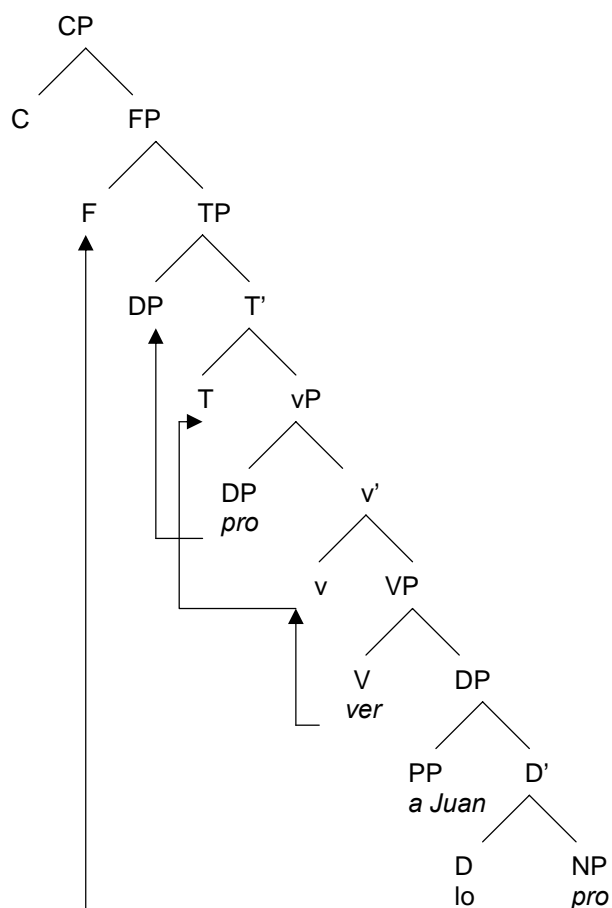 CP
C FP
F TP
DP T’
T vP
DP v’
pro
v VP
V DP
ver
PP D’
a Juan
D NP
lo pro